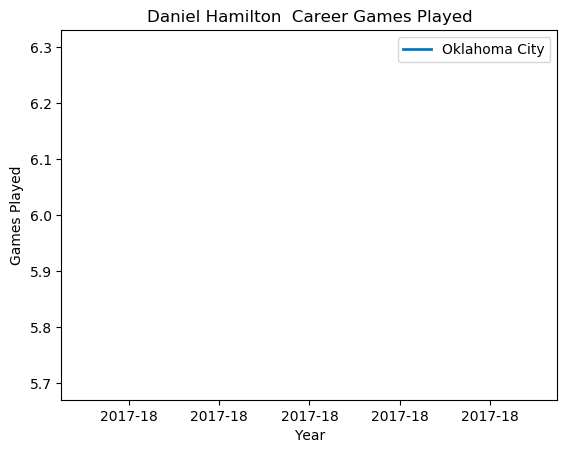 Daniel Hamilton  Career Games Played
Oklahoma City
6.3
6.2
6.1
6.0
5.9
5.8
5.7
Games Played
2017-18 2017-18 2017-18 2017-18 2017-18
Year